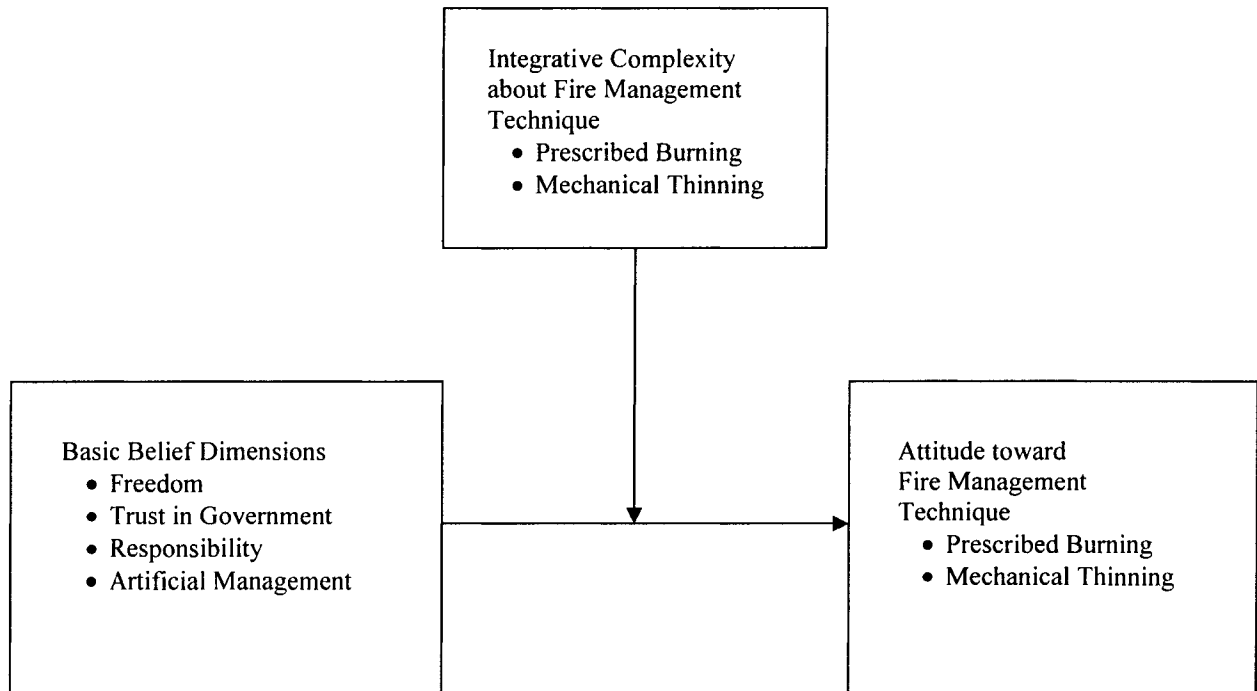 Integrative Complexity
about Fire Management
Technique
• Prescribed Burning
• Mechanical Thinning
Basic Belief Dimensions
• Freedom
• Trust in Government
• Responsibility
• Artificial Management
Attitude toward
Fire Management
Technique
• Prescribed Burning
• Mechanical Thinning